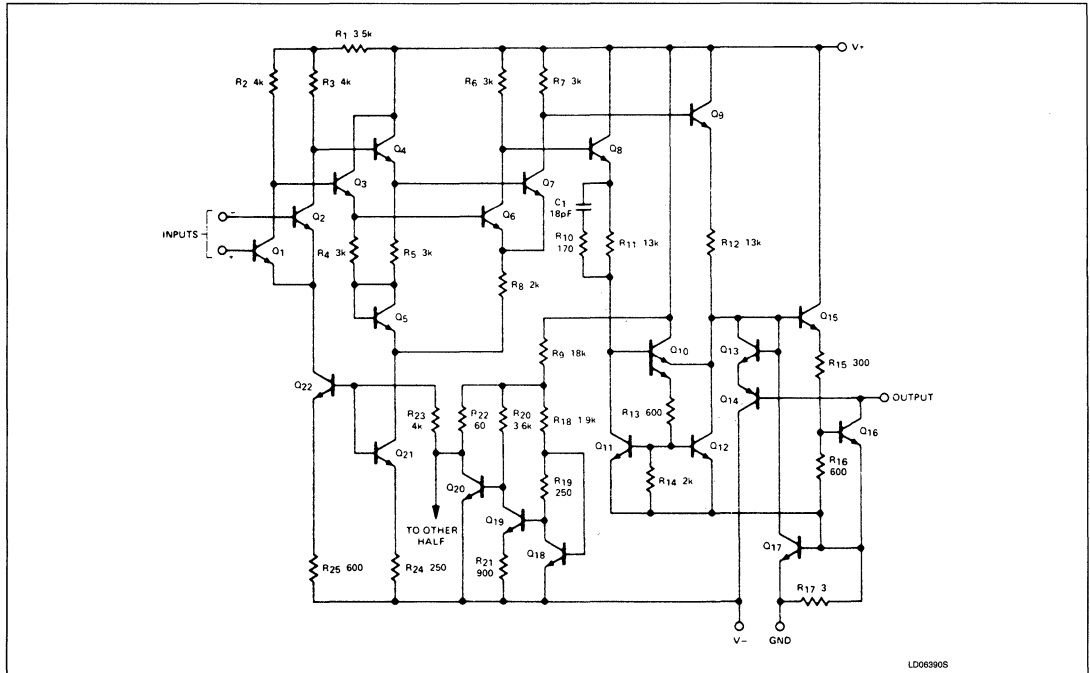 R1 3.5k
V+
R2 4k
R3 4k
R6 3k
R7 3k
Q9
Q4
Q8
Q3
Q7
C1
18pF
INPUTS
−
+
Q2
Q6
Q1
R4 3k
R5 3k
R10
170
R11 13k
R12 13k
R8 2k
Q5
Q15
R9 18k
Q10
Q13
R15 300
Q22
Q14
OUTPUT
R23
4k
R22
60
R20
3.6k
R18 1.9k
R13 600
Q16
Q21
Q11
Q12
R16
600
Q20
R19
250
R14 2k
TO OTHER
HALF
Q19
Q18
Q17
R25 600
R24 250
R21
900
R17 3
V−
GND
LD06390S